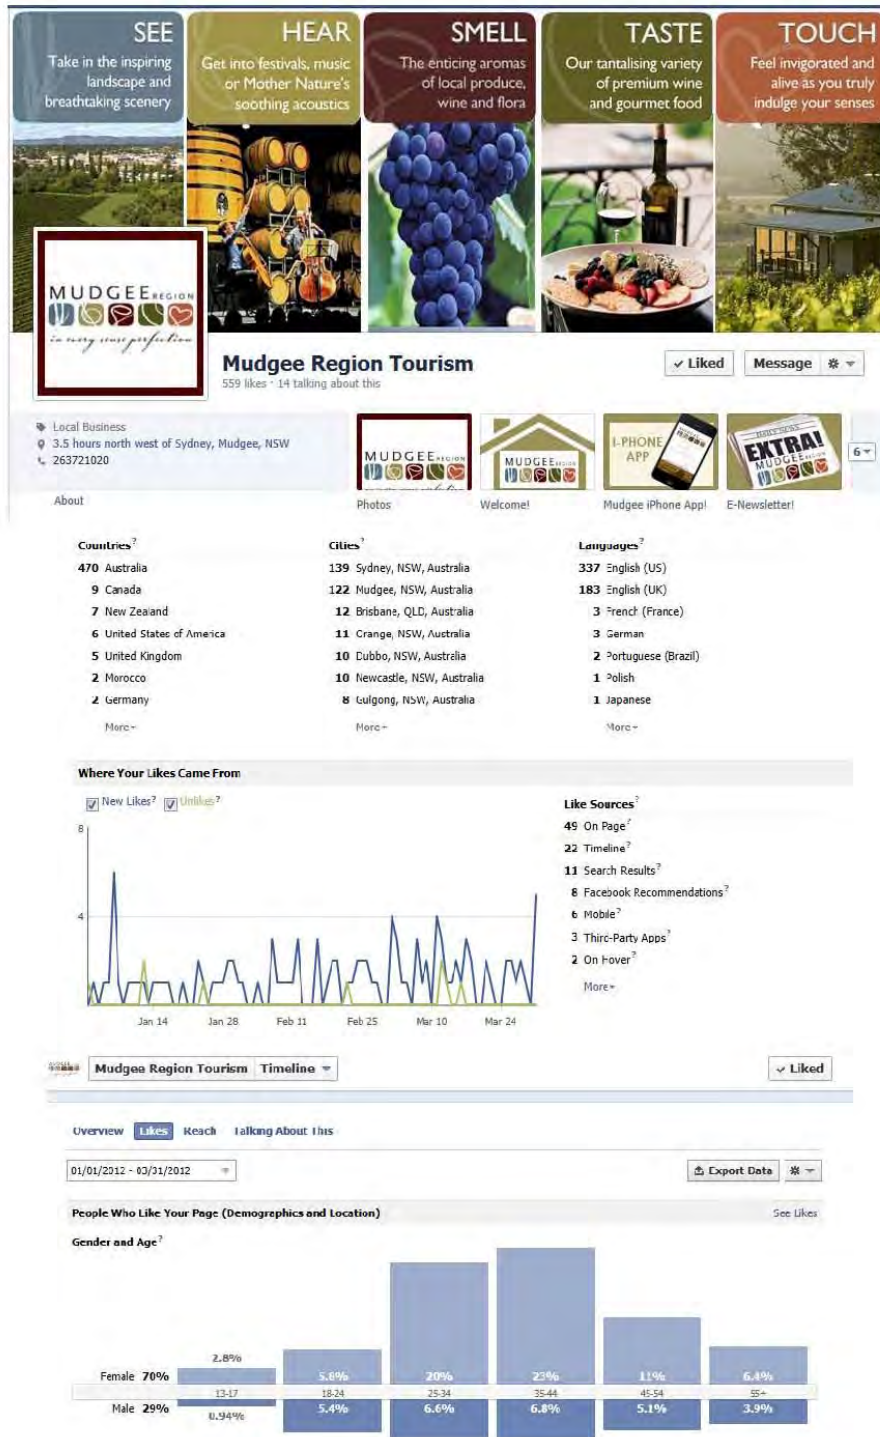 SEE
Take in the inspiring
landscape and
breathtaking scenery
HEAR
Get into festivals, music
or Mother Nature's
soothing acoustics
SMELL
The enticing aromas
of local produce,
wine and flora
TASTE
Our tantalising variety
of premium wine
and gourmet food
TOUCH
Feel invigorated and
alive as you truly
indulge your senses
MUDGEE REGION
in every sense perfection
Mudgee Region Tourism
559 likes · 14 talking about this
✓ Liked
Message
Local Business
3.5 hours north west of Sydney, Mudgee, NSW
263721020
About
MUDGEE REGION
Photos
MUDGEE REGION
Welcome!
I-PHONE
APP
Mudgee iPhone App!
DAILY NEWS
EXTRA!
MUDGEE REGION
E-Newsletter!
6
Countries?
470 Australia
9 Canada
7 New Zealand
6 United States of America
5 United Kingdom
2 Morocco
2 Germany
More
Cities?
139 Sydney, NSW, Australia
122 Mudgee, NSW, Australia
12 Brisbane, QLD, Australia
11 Orange, NSW, Australia
10 Dubbo, NSW, Australia
10 Newcastle, NSW, Australia
8 Gulgong, NSW, Australia
More
Languages?
337 English (US)
183 English (UK)
3 French (France)
3 German
2 Portuguese (Brazil)
1 Polish
1 Japanese
More
Where Your Likes Came From
New Likes? Unlikes?
8
4
Jan 14 Jan 28 Feb 11 Feb 25 Mar 10 Mar 24
Like Sources?
49 On Page?
22 Timeline?
11 Search Results?
8 Facebook Recommendations?
6 Mobile?
3 Third-Party Apps?
2 On Hover?
More
Mudgee Region Tourism Timeline
✓ Liked
Overview Likes Reach Talking About This
01/01/2012 - 03/31/2012
Export Data
People Who Like Your Page (Demographics and Location)
See Likes
Gender and Age?
Female 70% 2.8% 5.6% 20% 23% 11% 6.4%
13-17 18-24 25-34 35-44 45-54 55+
Male 29% 0.94% 5.4% 6.6% 6.8% 5.1% 3.9%